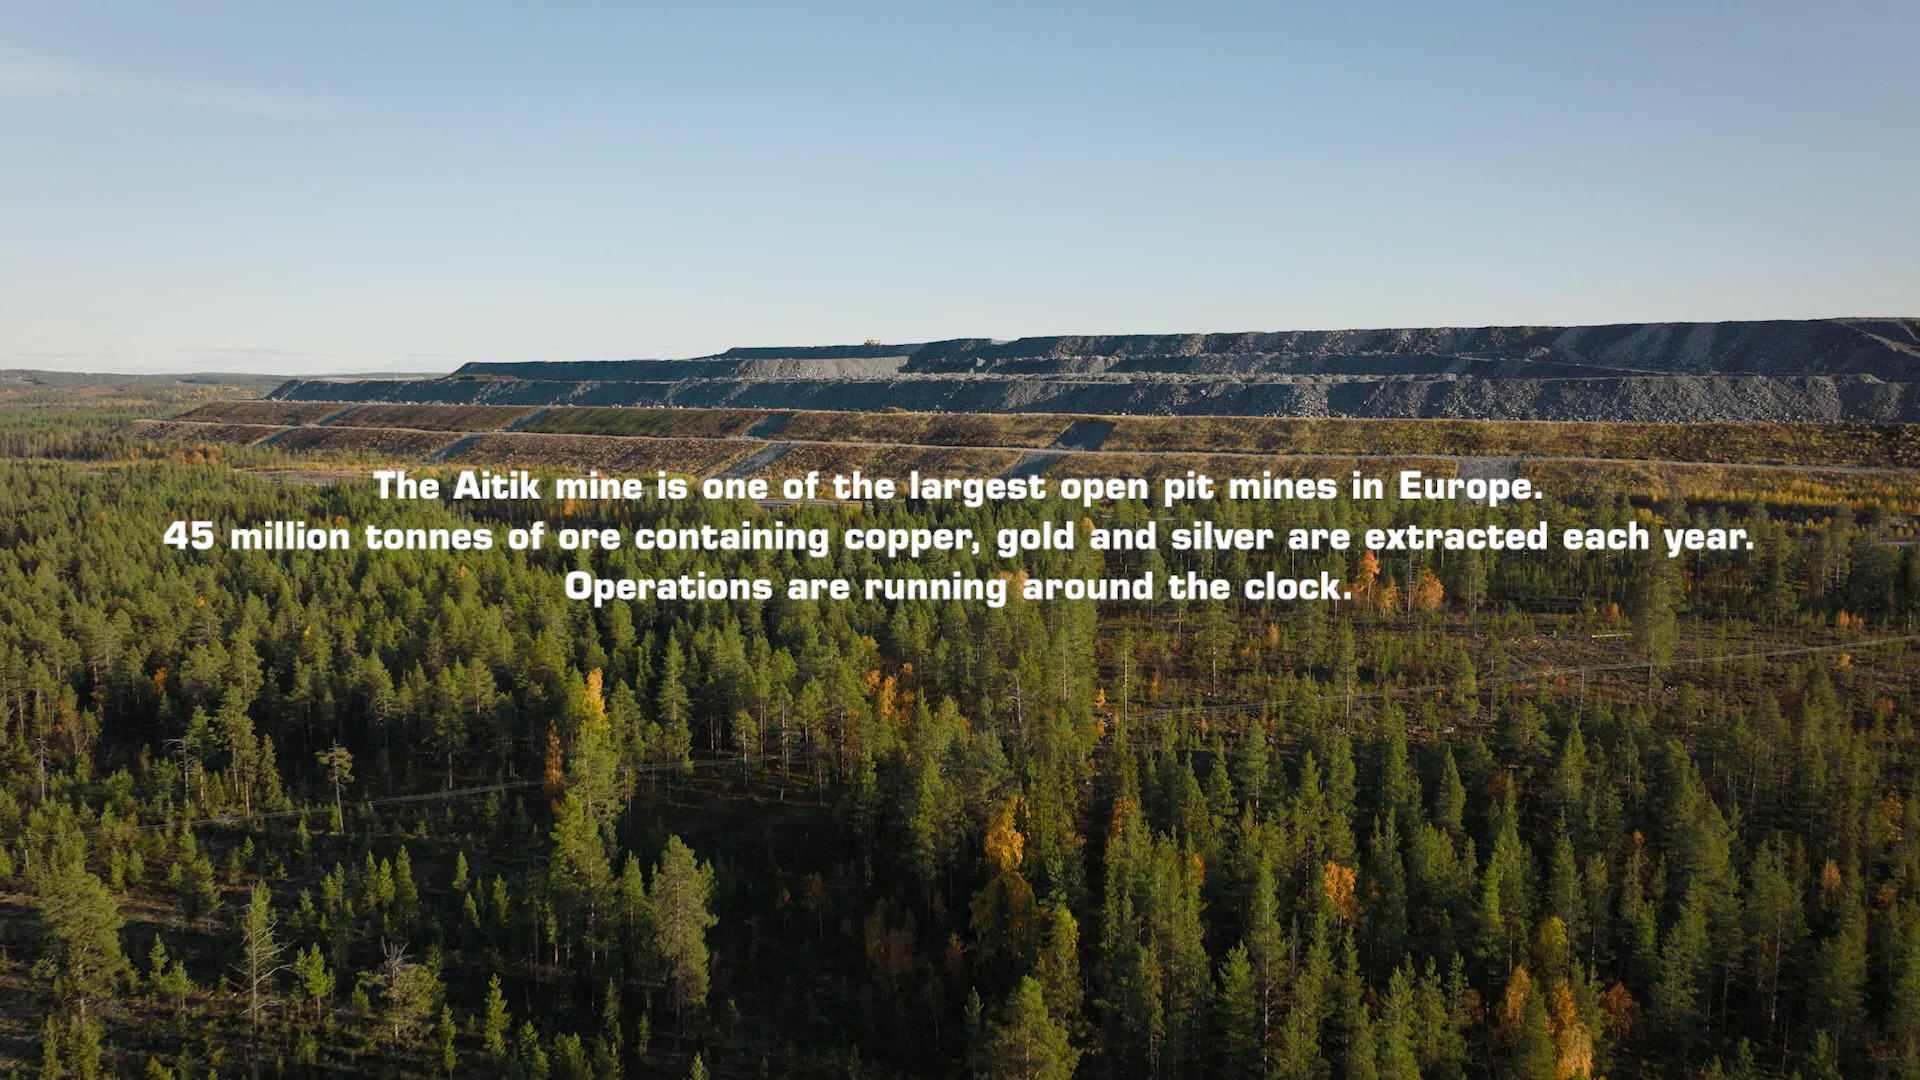 The Aitik mine is one of the largest open pit mines in Europe.
45 million tonnes of ore containing copper, gold and silver are extracted each year.
Operations are running around the clock.